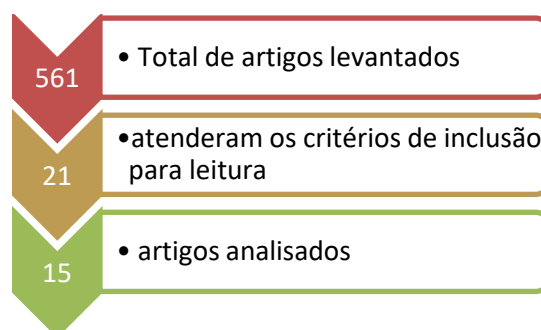 561
• Total de artigos levantados
21
•atenderam os critérios de inclusão
para leitura
15
• artigos analisados